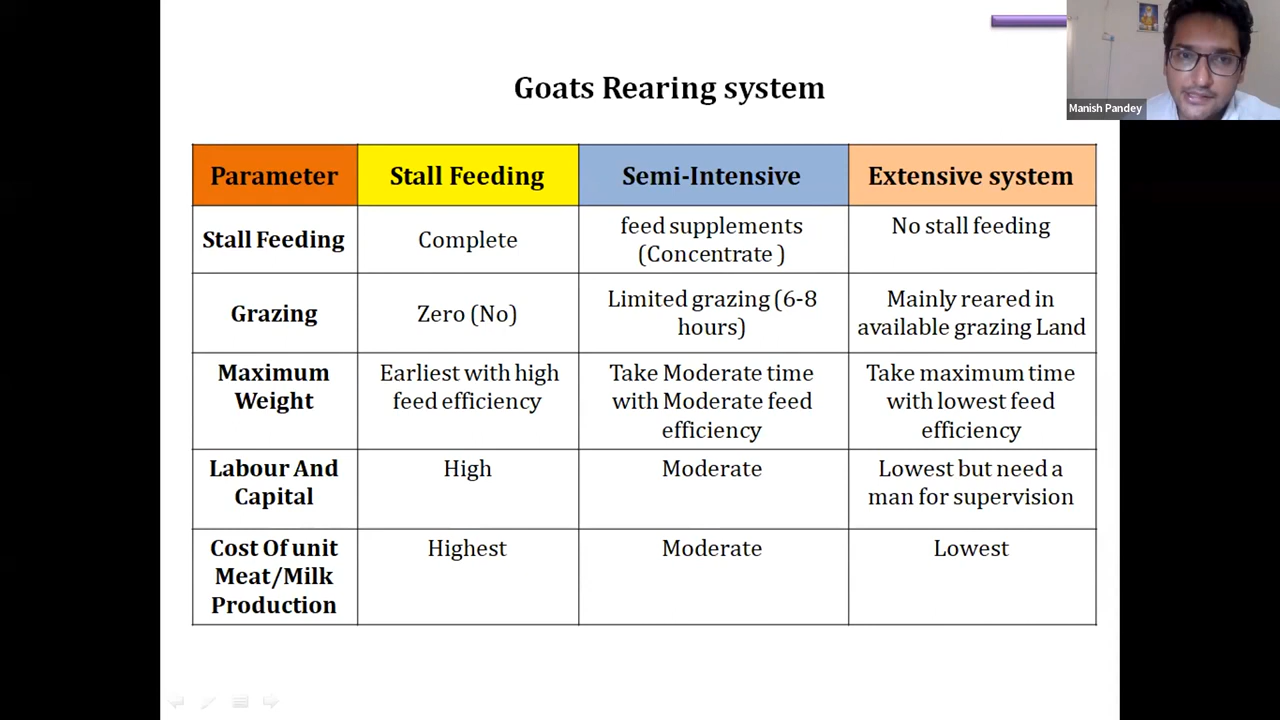 Manish Pandey
Goats Rearing system
Parameter
Stall Feeding
Semi-Intensive
Extensive system
Stall Feeding
Complete
feed supplements
(Concentrate )
No stall feeding
Grazing
Zero (No)
Limited grazing (6-8
hours)
Mainly reared in
available grazing Land
Maximum
Weight
Earliest with high
feed efficiency
Take Moderate time
with Moderate feed
efficiency
Take maximum time
with lowest feed
efficiency
Labour And
Capital
High
Moderate
Lowest but need a
man for supervision
Cost Of unit
Meat/Milk
Production
Highest
Moderate
Lowest